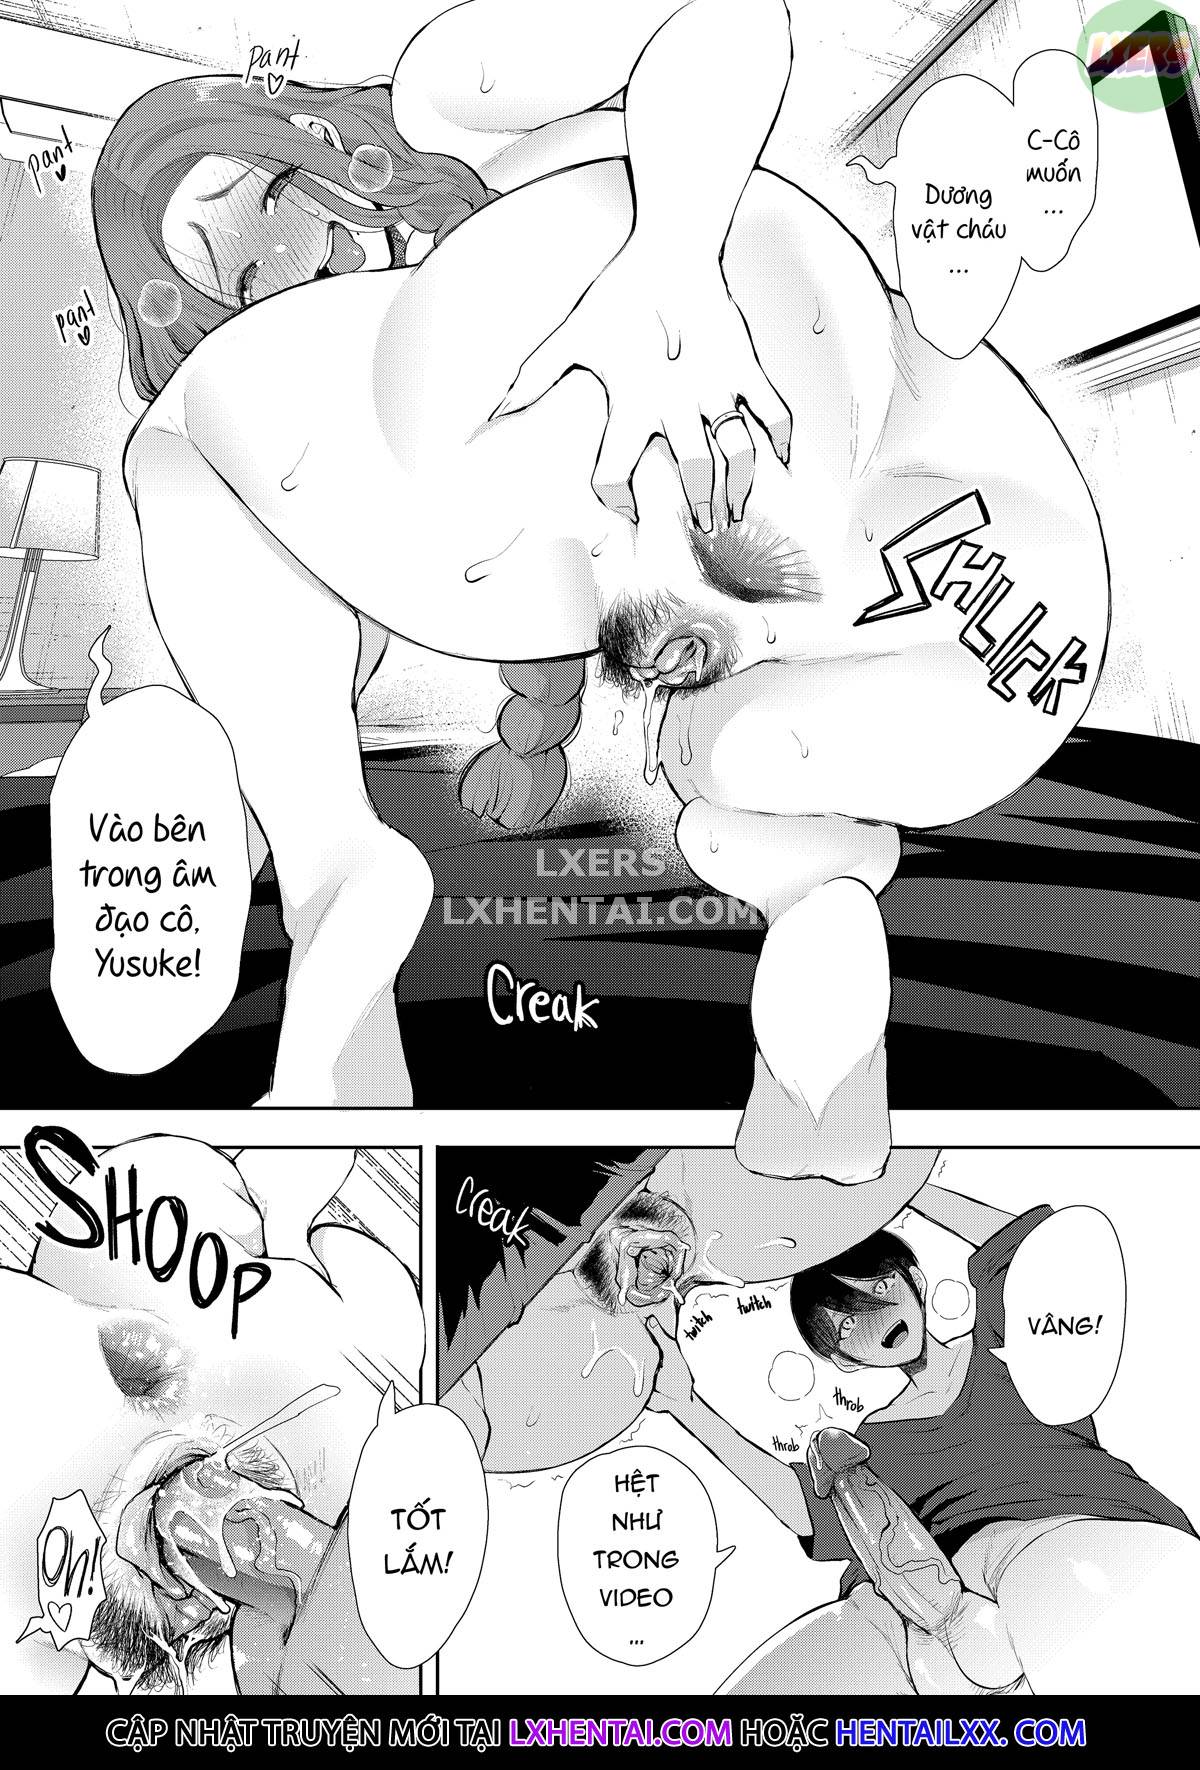 LXERS
pant
pant
pant
C-Cô
muốn
...
Dương
vật cháu
...
SHLICK
Vào bên
trong âm
đạo cô,
Yusuke!
LXERS
LXHENTAI.COM
Creak
SHOOP
Creak
twitch
twitch
VÂNG!
throb
throb
HỆT
NHƯ
TRONG
VIDEO
...
TỐT
LẮM!
Oh!
CẬP NHẬT TRUYỆN MỚI TẠI LXHENTAI.COM HOẶC HENTAILXX. COM